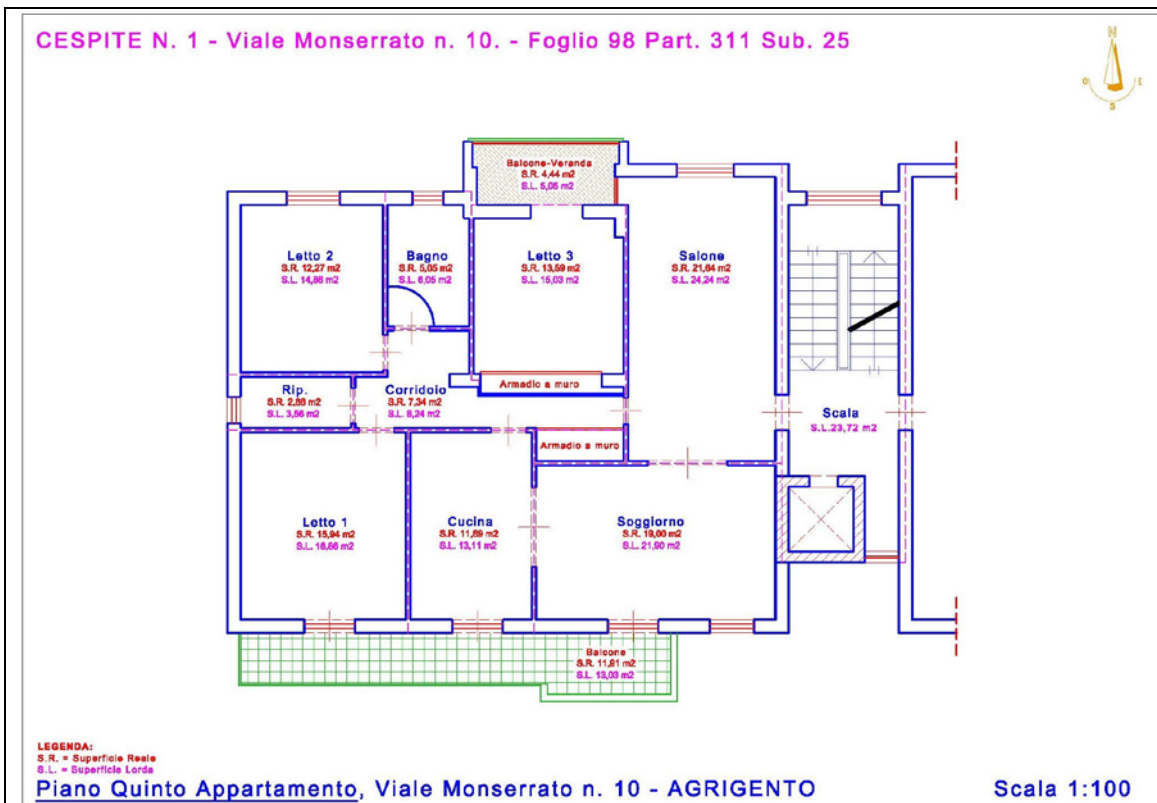 CESPITE N. 1 - Viale Monserrato n. 10. - Foglio 98 Part. 311 Sub. 25
N
O
E
S
Balcone-Veranda
S.R. 4,44 m2
S.L. 5,05 m2
Letto 2
S.R. 12,27 m2
S.L. 14,86 m2
Bagno
S.R. 5,05 m2
S.L. 6,05 m2
Letto 3
S.R. 13,59 m2
S.L. 15,03 m2
Salone
S.R. 21,64 m2
S.L. 24,24 m2
Rip.
S.R. 2,88 m2
S.L. 3,56 m2
Corridoio
S.R. 7,34 m2
S.L. 8,24 m2
Armadio a muro
Scala
S.L.23,72 m2
Armadio a muro
Letto 1
S.R. 15,94 m2
S.L. 18,66 m2
Cucina
S.R. 11,89 m2
S.L. 13,11 m2
Soggiorno
S.R. 19,00 m2
S.L. 21,90 m2
Balcone
S.R. 11,91 m2
S.L. 13,03 m2
LEGENDA:
S.R. = Superficie Reale
S.L. = Superficie Lorda
Piano Quinto Appartamento, Viale Monserrato n. 10 - AGRIGENTO
Scala 1:100